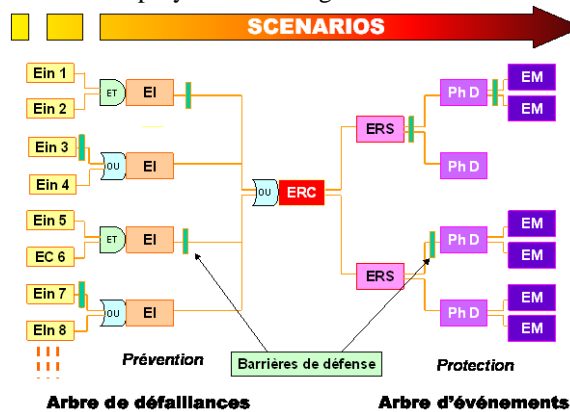 SCENARIOS
Ein 1
ET
EI
Ein 2
Ein 3
OU
EI
Ein 4
Ein 5
ET
EI
EC 6
Ein 7
OU
EI
EIn 8
OU
ERC
ERS
ERS
Ph D
EM
EM
Ph D
Ph D
EM
EM
Ph D
EM
EM
Prévention
Barrières de défense
Protection
Arbre de défaillances
Arbre d'événements